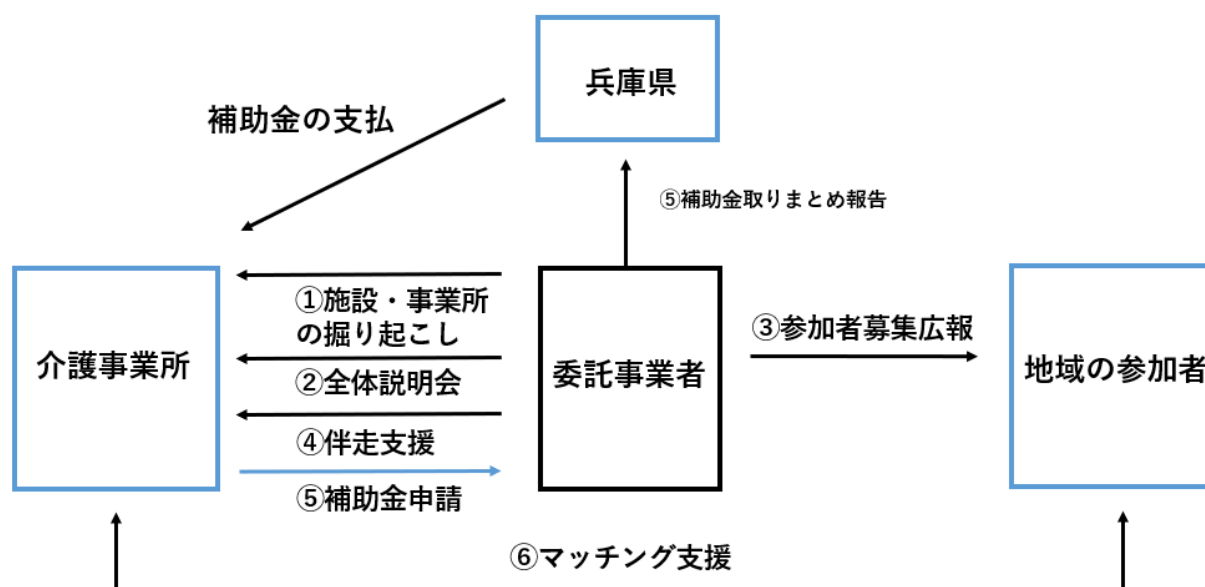 兵庫県
補助金の支払
⑤補助金取りまとめ報告
①施設・事業所
の掘り起こし
③参加者募集広報
介護事業所
委託事業者
地域の参加者
②全体説明会
④伴走支援
⑤補助金申請
⑥マッチング支援